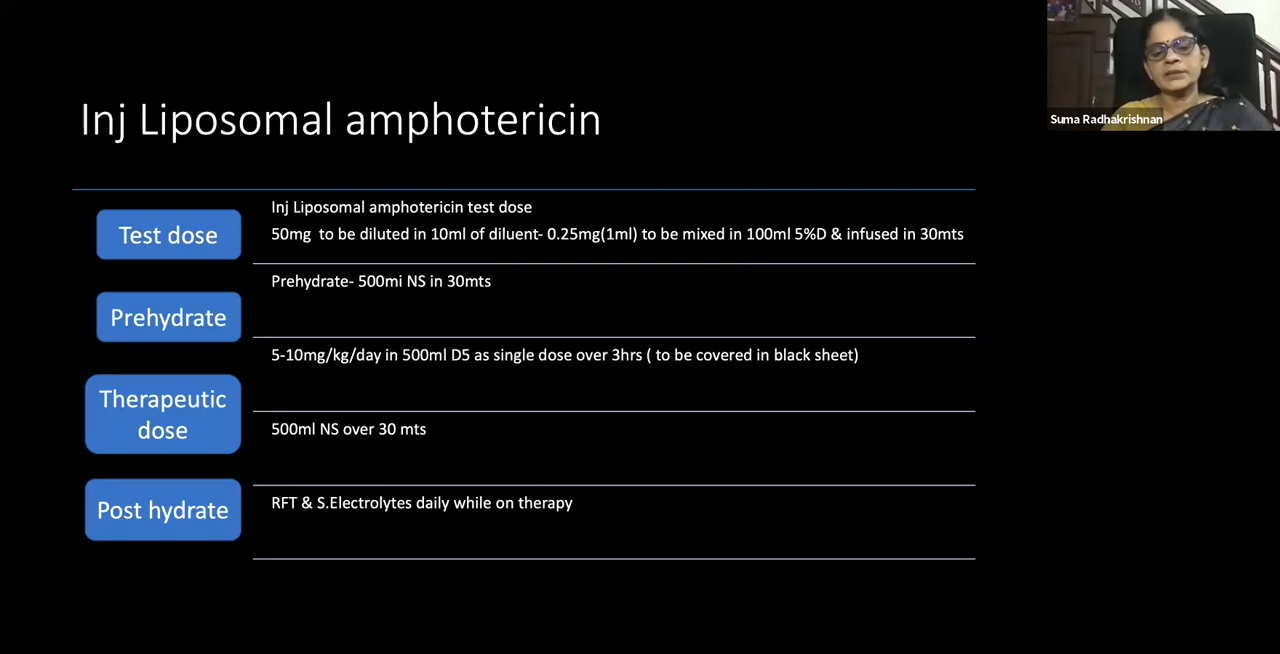 Suma Radhakrishnan
Inj Liposomal amphotericin
Test dose
Inj Liposomal amphotericin test dose
50mg to be diluted in 10ml of diluent- 0.25mg(1ml) to be mixed in 100ml 5%D & infused in 30mts
Prehydrate
Prehydrate- 500mi NS in 30mts
Therapeutic
dose
5-10mg/kg/day in 500ml D5 as single dose over 3hrs ( to be covered in black sheet)
500ml NS over 30 mts
Post hydrate
RFT & S.Electrolytes daily while on therapy